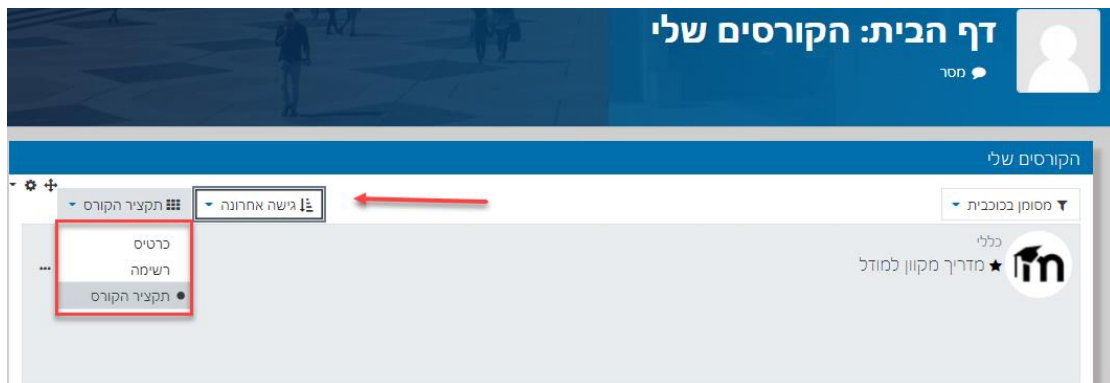 דף הבית: הקורסים שלי
מסר
הקורסים שלי
מסומן בכוכבית
גישה אחרונה
תקציר הקורס
כרטיס
רשימה
תקציר הקורס
כללי
מדריך מקוון למודל